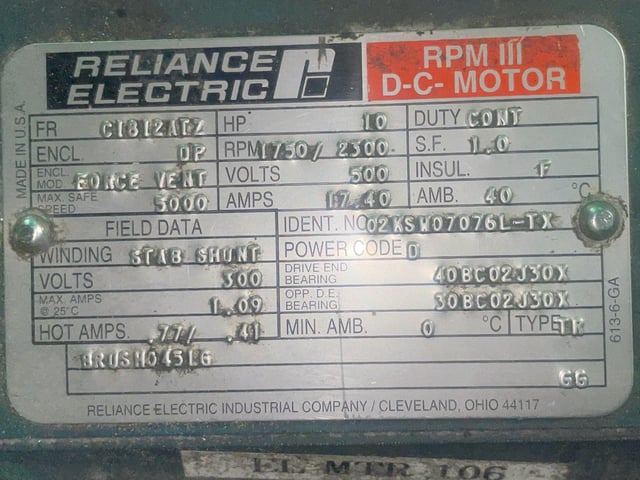 RELIANCE ELECTRIC
RPM III
D-C- MOTOR
MADE IN U.S.A.
FR C1812ATZ HP 10 DUTY CONT
ENCL. DP RPM 1750/ 2300 S.F. 1.0
ENCL. MOD. FORCE VENT VOLTS 500 INSUL. F
MAX. SAFE SPEED 5000 AMPS 17.40 AMB. 40 °C
FIELD DATA IDENT. NO. 02KSW07076L-TX
WINDING STAB SHUNT POWER CODE D
VOLTS 300 DRIVE END BEARING 40BC02J30X
MAX. AMPS @ 25°C 1.09 OPP. D.E. BEARING 30BC02J30X
HOT AMPS. .77/ .41 MIN. AMB. 0 °C TYPE TR
GG
613-6-GA
RELIANCE ELECTRIC INDUSTRIAL COMPANY / CLEVELAND, OHIO 44117
EL MTR 106